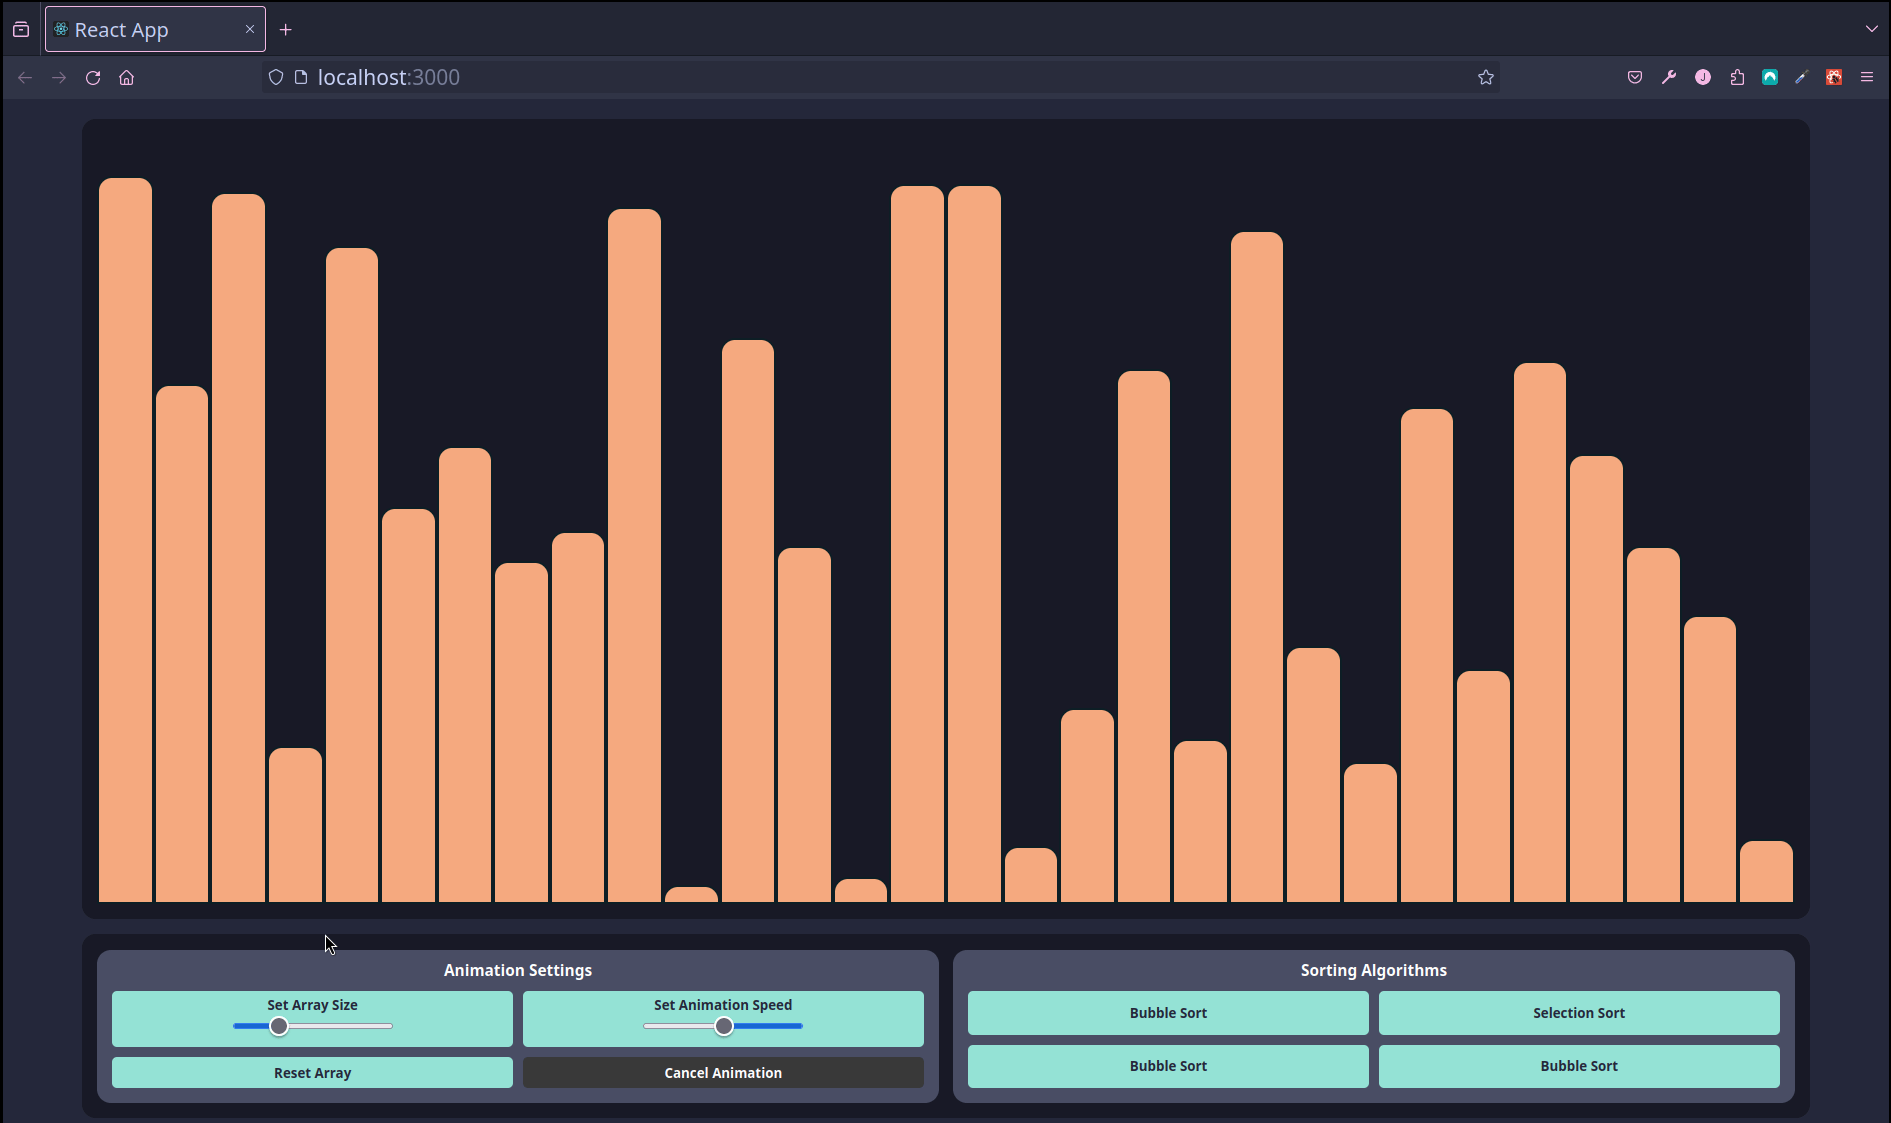 React App
localhost:3000
J
Animation Settings
Set Array Size
Set Animation Speed
Reset Array
Cancel Animation
Sorting Algorithms
Bubble Sort
Selection Sort
Bubble Sort
Bubble Sort